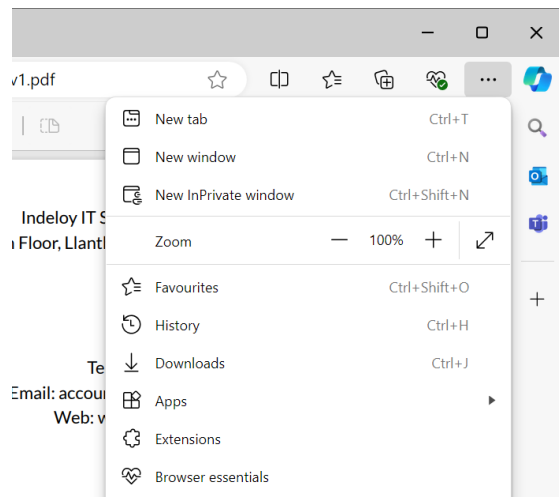 v1.pdf
New tab Ctrl+T
New window Ctrl+N
New InPrivate window Ctrl+Shift+N
Indeloy IT S
Floor, Llant
Zoom 100%
Favourites Ctrl+Shift+O
History Ctrl+H
Downloads Ctrl+J
Te
Email: accou
Apps
Web: w
Extensions
Browser essentials